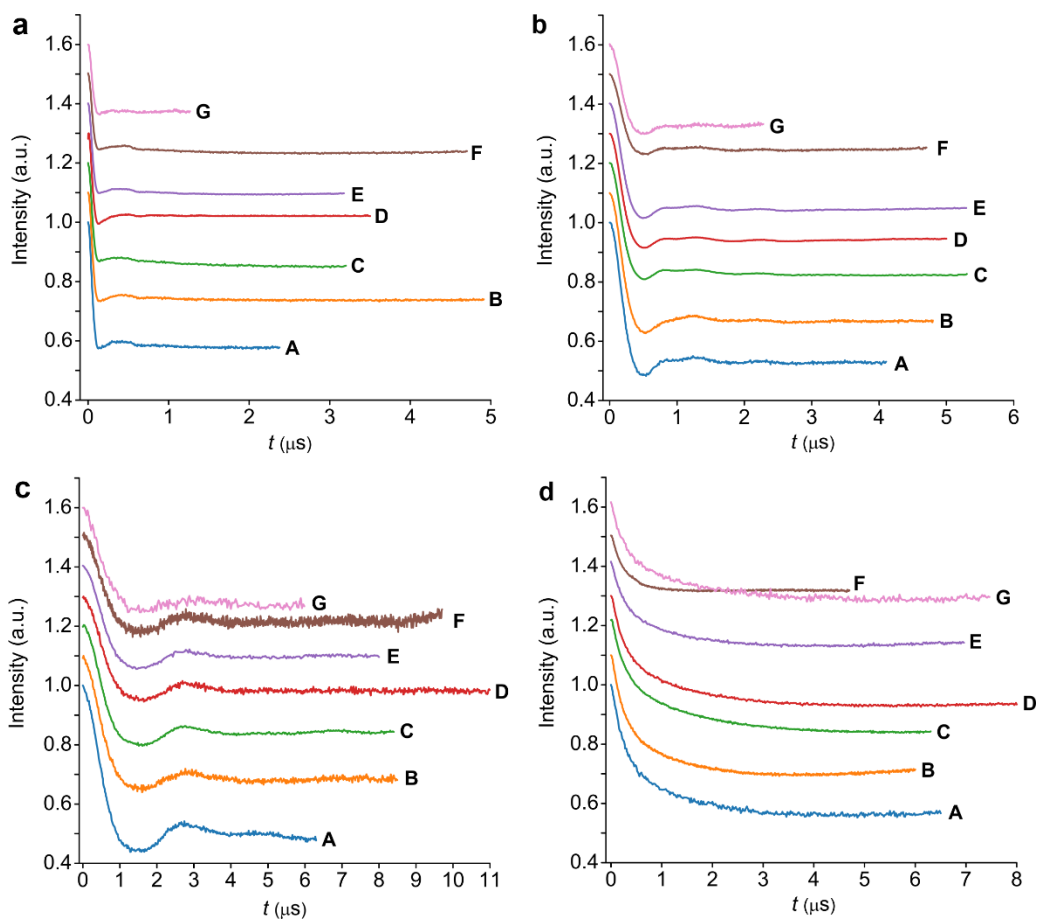 a
Intensity (a.u.)
1.6
1.4
1.2
1.0
0.8
0.6
0.4
G
F
E
D
C
B
A
0 1 2 3 4 5
t (μs)
b
Intensity (a.u.)
1.6
1.4
1.2
1.0
0.8
0.6
0.4
G
F
E
D
C
B
A
0 1 2 3 4 5 6
t (μs)
c
Intensity (a.u.)
1.6
1.4
1.2
1.0
0.8
0.6
0.4
G
F
E
D
C
B
A
0 1 2 3 4 5 6 7 8 9 10 11
t (μs)
d
Intensity (a.u.)
1.6
1.4
1.2
1.0
0.8
0.6
0.4
F
G
E
D
C
B
A
0 1 2 3 4 5 6 7 8
t (μs)